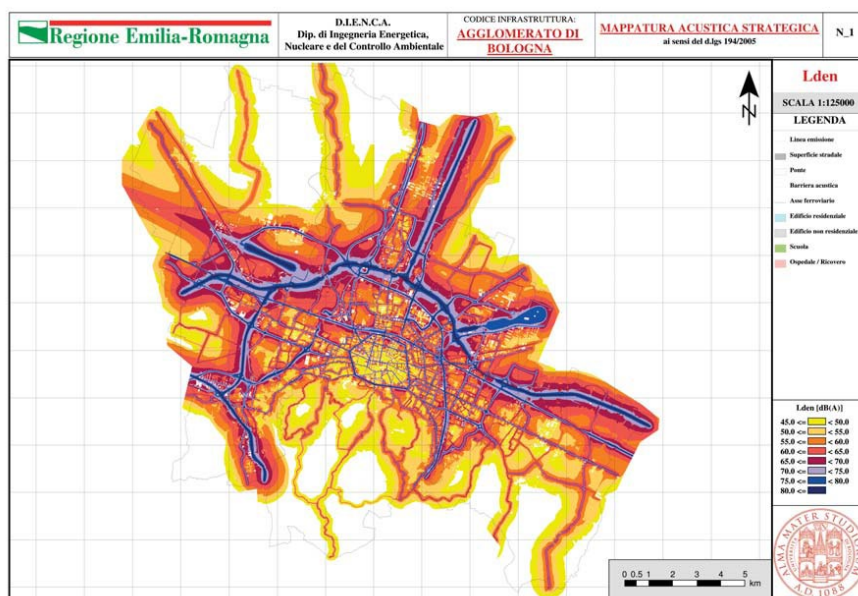 Regione Emilia-Romagna
D.I.E.N.C.A.
Dip. di Ingegneria Energetica,
Nucleare e del Controllo Ambientale
CODICE INFRASTRUTTURA:
AGGLOMERATO DI
BOLOGNA
MAPPATURA ACUSTICA STRATEGICA
ai sensi del d.lgs 194/2005
N_1
Lden
SCALA 1:125000
LEGENDA
Linea emissione
Superficie stradale
Ponte
Barriera acustica
Asse ferroviario
Edificio residenziale
Edificio non residenziale
Scuola
Ospedale / Ricovero
N
Lden [dB(A)]
45.0 <= < 50.0
50.0 <= < 55.0
55.0 <= < 60.0
60.0 <= < 65.0
65.0 <= < 70.0
70.0 <= < 75.0
75.0 <= < 80.0
80.0 <=
0 0.5 1 2 3 4 5
km
ALMA MATER STUDIORUM
A.D. 1088